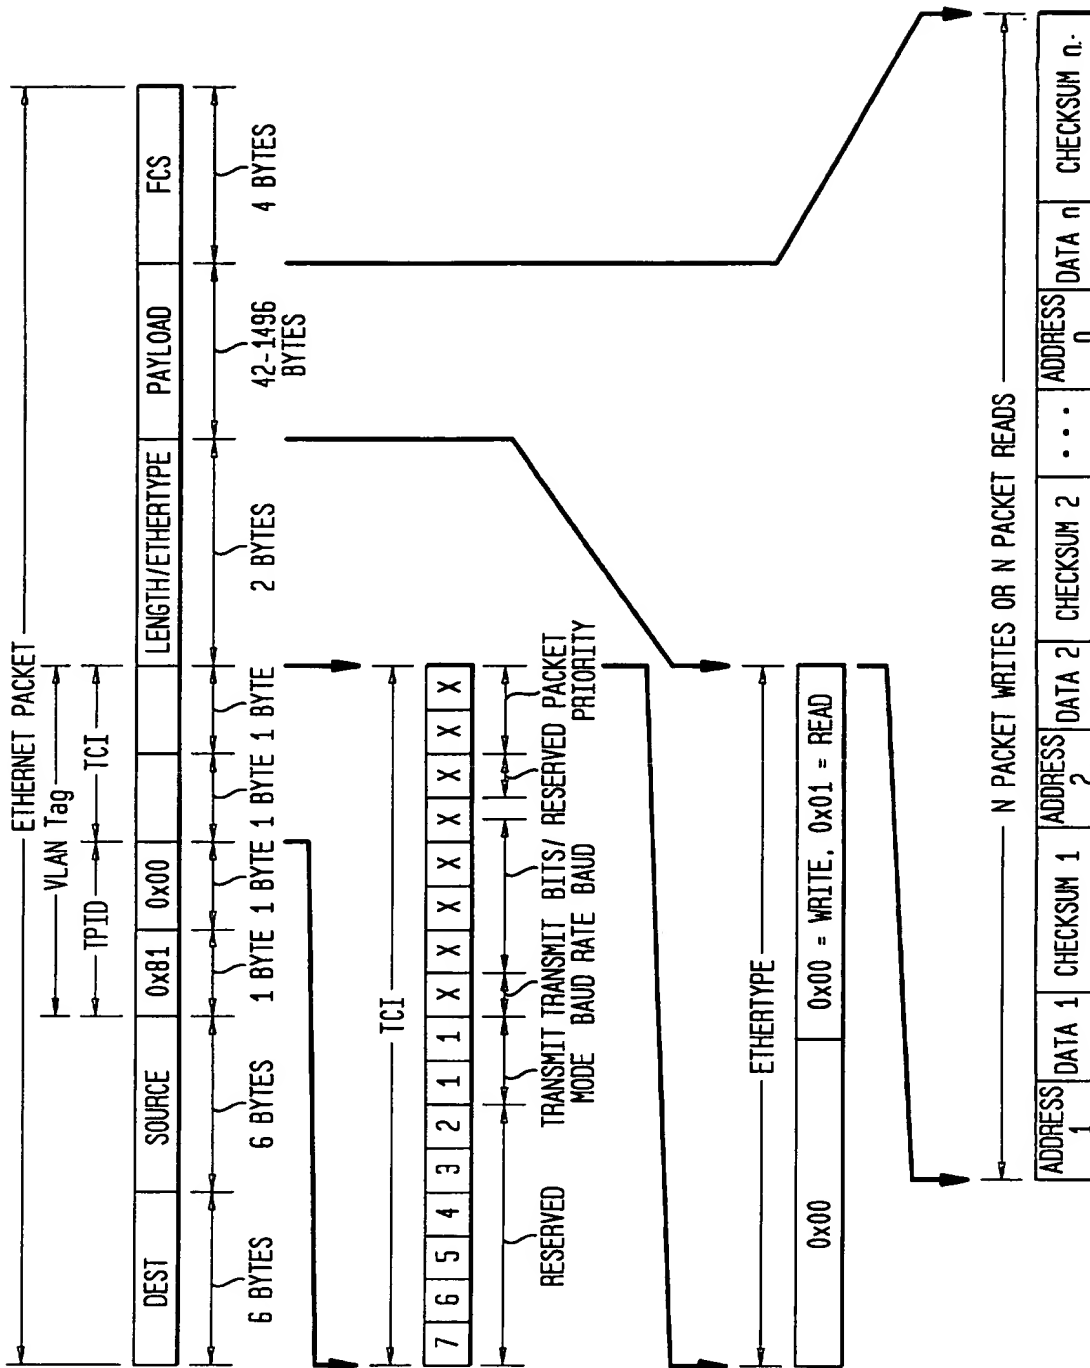 ETHERNET PACKET
VLAN Tag
TPID TCI
DEST SOURCE 0x81 0x00 LENGTH/ETHERTYPE PAYLOAD FCS
6 BYTES 6 BYTES 1 BYTE 1 BYTE 1 BYTE 1 BYTE 2 BYTES 42-1496 4 BYTES
BYTES
TCI
7 6 5 4 3 2 1 1 X X X X X X X X
RESERVED TRANSMIT TRANSMIT BITS/ RESERVED PACKET
MODE BAUD RATE BAUD PRIORITY
ETHERTYPE
0x00 0x00 = WRITE, 0x01 = READ
N PACKET WRITES OR N PACKET READS
ADDRESS DATA 1 CHECKSUM 1 ADDRESS DATA 2 CHECKSUM 2 ... ADDRESS DATA n CHECKSUM n
1 2